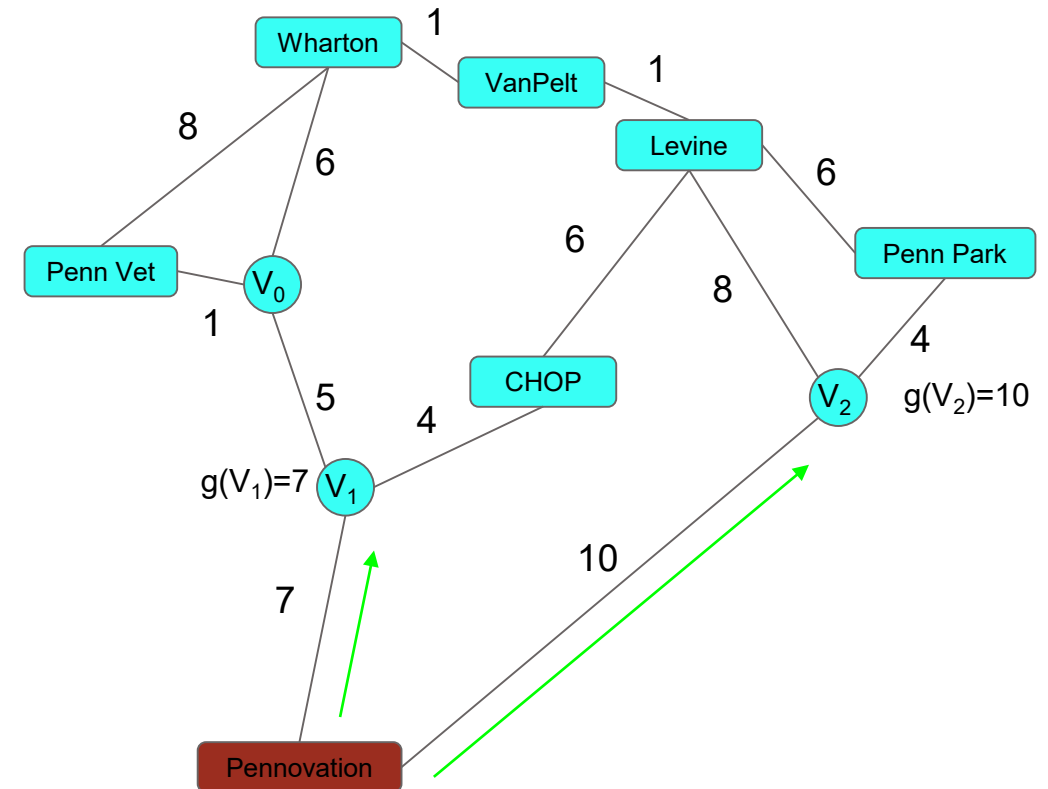 1
Wharton
VanPelt
1
8
6
Levine
6
Penn Vet
V₀
6
Penn Park
1
8
4
CHOP
5
4
V₂
g(V₂)=10
g(V₁)=7
V₁
10
7
Pennovation